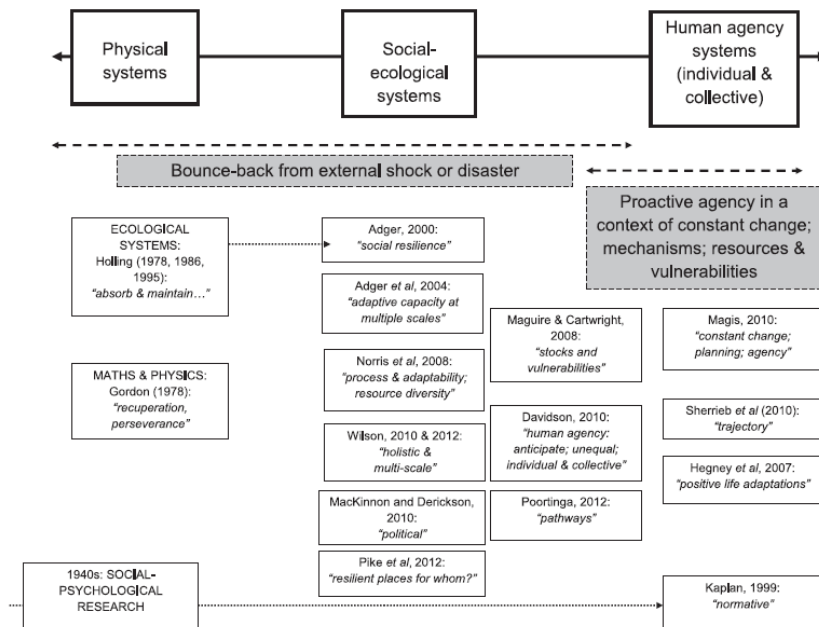 Physical
systems
Social-
ecological
systems
Human agency
systems
(individual &
collective)
Bounce-back from external shock or disaster
Proactive agency in a
context of constant change;
mechanisms; resources &
vulnerabilities
ECOLOGICAL
SYSTEMS:
Holling (1978, 1986,
1995):
“absorb & maintain…”
MATHS & PHYSICS:
Gordon (1978):
“recuperation,
perseverance”
1940s: SOCIAL-
PSYCHOLOGICAL
RESEARCH
Adger, 2000:
“social resilience”
Adger et al, 2004:
“adaptive capacity at
multiple scales”
Norris et al, 2008:
“process & adaptability;
resource diversity”
Wilson, 2010 & 2012:
“holistic &
multi-scale”
MacKinnon and Derickson,
2010:
“political”
Pike et al, 2012:
“resilient places for whom?”
Maguire & Cartwright,
2008:
“stocks and
vulnerabilities”
Davidson, 2010:
“human agency:
anticipate; unequal;
individual & collective”
Poortinga, 2012:
“pathways”
Magis, 2010:
“constant change;
planning; agency”
Sherrieb et al (2010):
“trajectory”
Hegney et al, 2007:
“positive life adaptations”
Kaplan, 1999:
“normative”